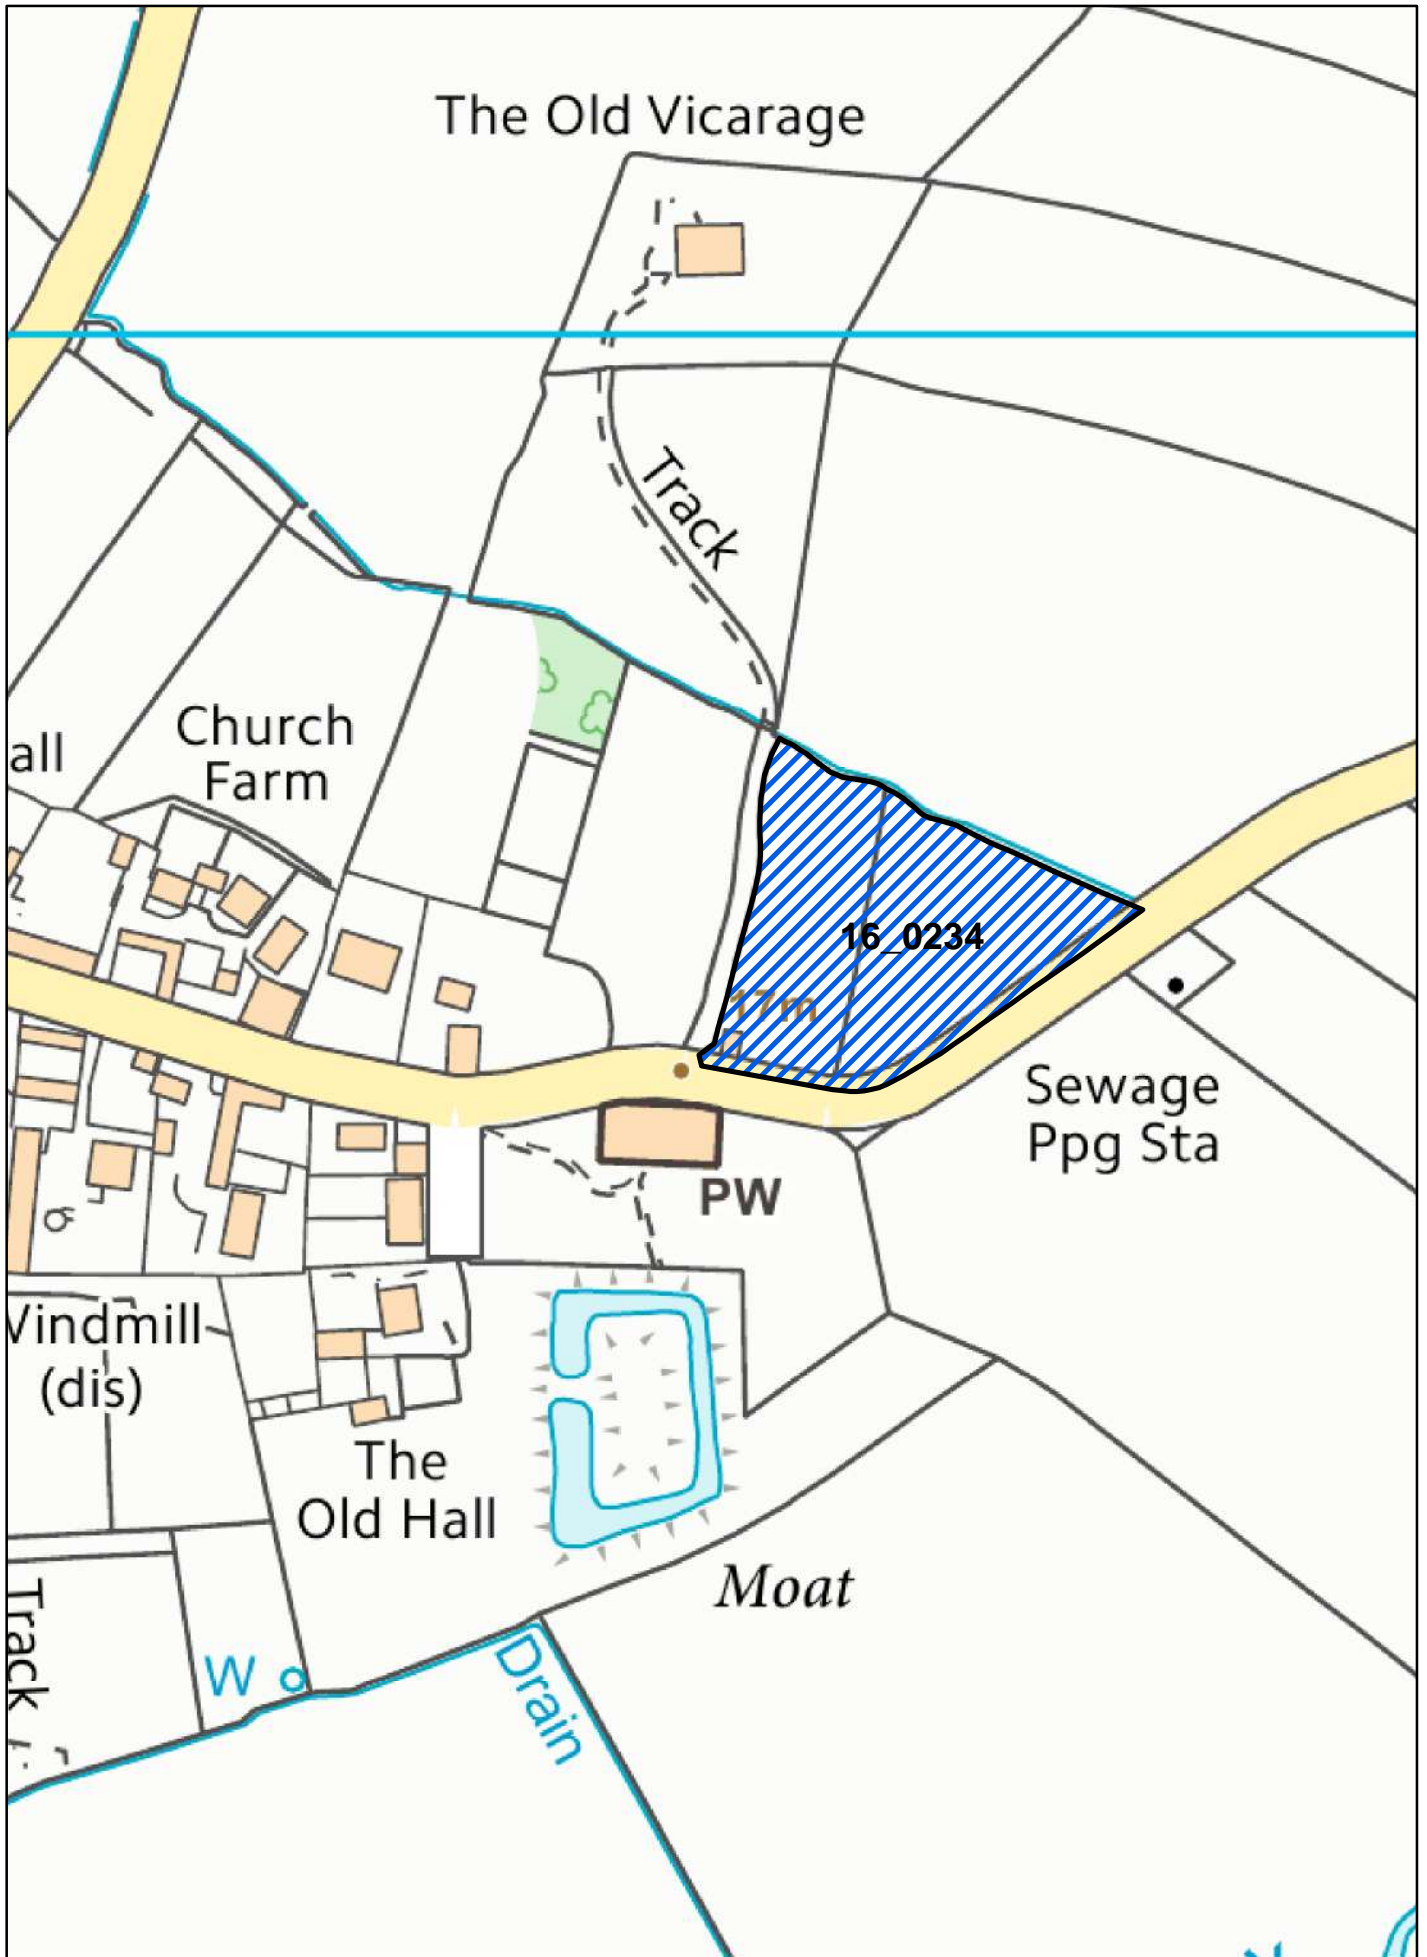 The Old Vicarage
Track
Church
Farm
all
16_0234
17m
Sewage
Ppg Sta
PW
Windmill
(dis)
The
Old Hall
Moat
Track
W
Drain